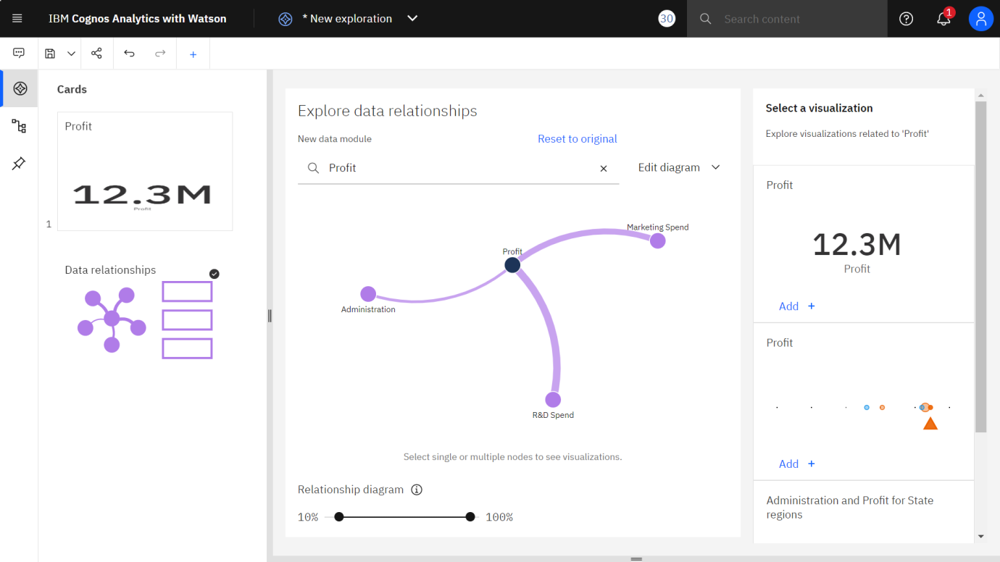 IBM Cognos Analytics with Watson
* New exploration
30
Search content
1
Cards
Profit
12.3M
Profit
1
Data relationships
Explore data relationships
New data module
Reset to original
Profit
Edit diagram
Marketing Spend
Profit
Administration
R&D Spend
Select single or multiple nodes to see visualizations.
Relationship diagram
10%
100%
Select a visualization
Explore visualizations related to 'Profit'
Profit
12.3M
Profit
Add +
Profit
Add +
Administration and Profit for State
regions